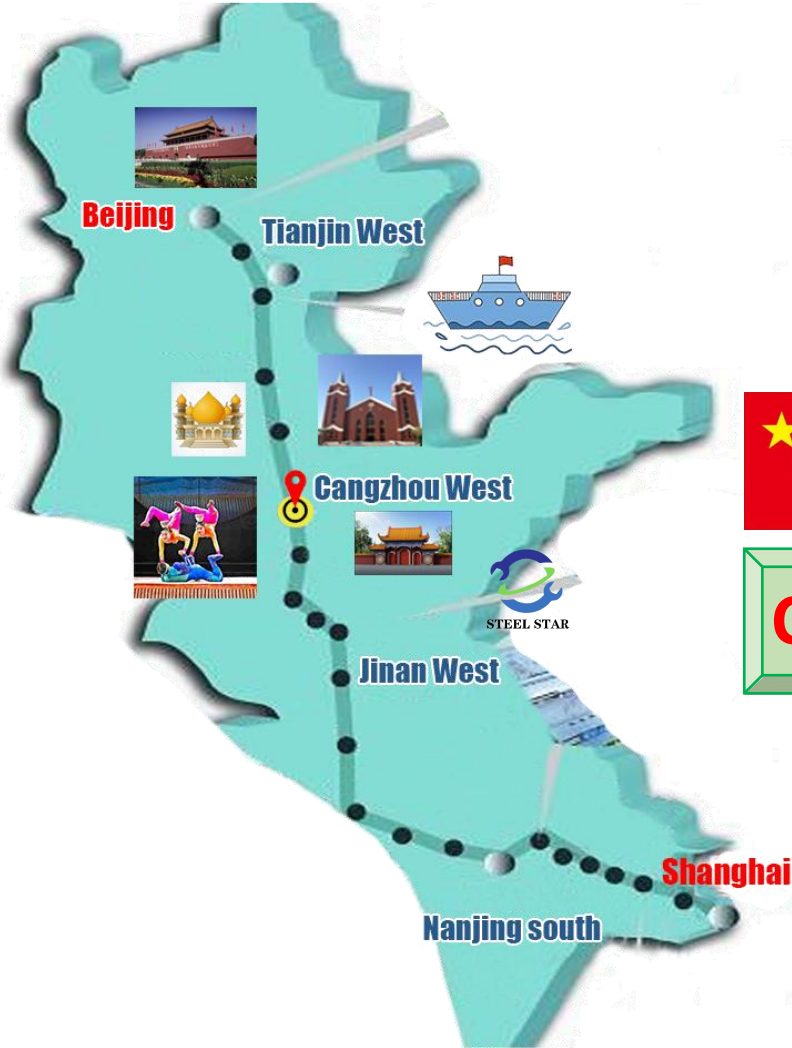 Beijing
Tianjin West
Cangzhou West
STEEL STAR
Jinan West
Shanghai
Nanjing south